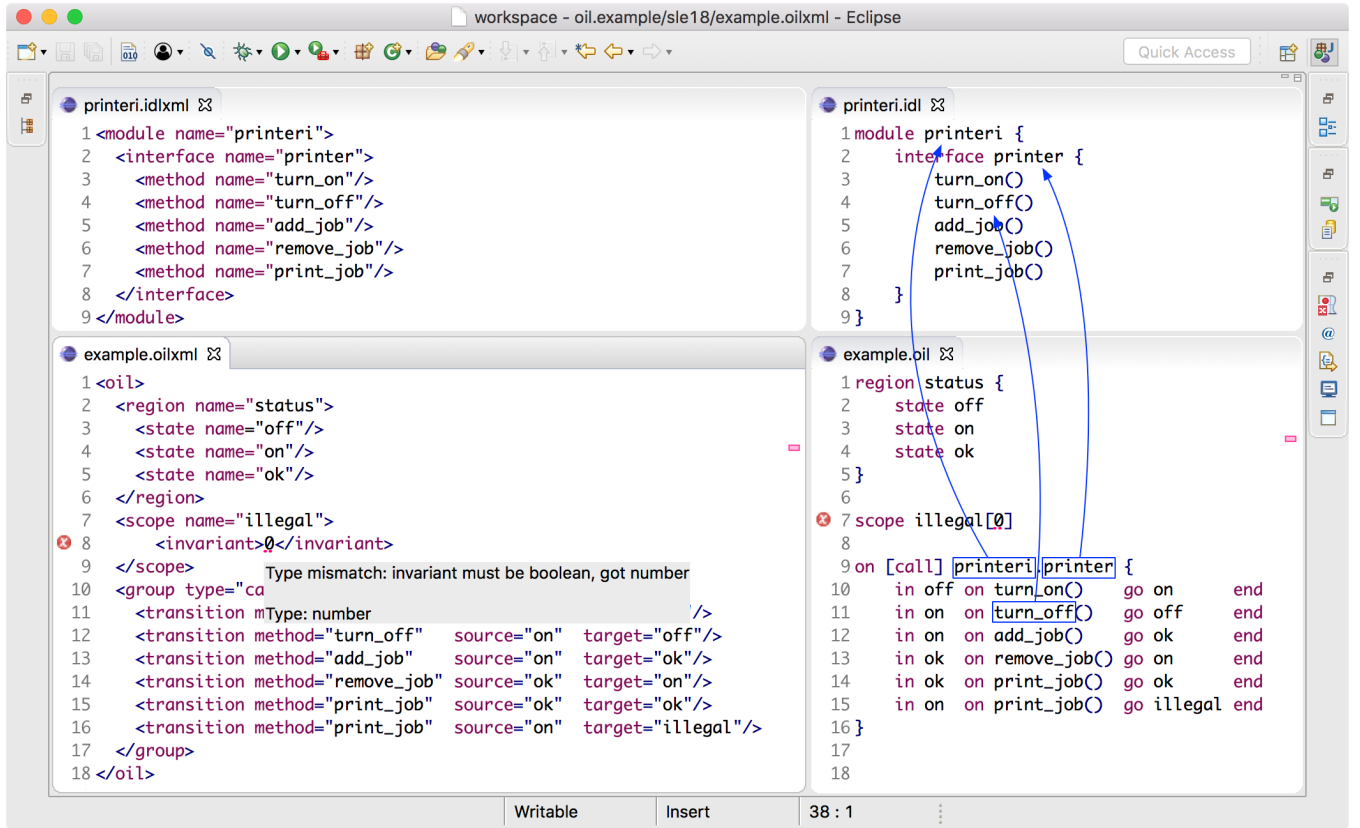 workspace - oil.example/sle18/example.oilxml - Eclipse
010
Quick Access
J
printeri.idlxml
1 <module name="printeri">
2   <interface name="printer">
3     <method name="turn_on"/>
4     <method name="turn_off"/>
5     <method name="add_job"/>
6     <method name="remove_job"/>
7     <method name="print_job"/>
8   </interface>
9 </module>
printeri.idl
1 module printeri {
2     interface printer {
3         turn_on()
4         turn_off()
5         add_job()
6         remove_job()
7         print_job()
8     }
9 }
@
example.oilxml
1 <oil>
2   <region name="status">
3     <state name="off"/>
4     <state name="on"/>
5     <state name="ok"/>
6   </region>
7   <scope name="illegal">
8       <invariant>0</invariant>
9   </scope>
Type mismatch: invariant must be boolean, got number
10   <group type="ca
Type: number
11     <transition m /">
12     <transition method="turn_off"   source="on"  target="off"/>
13     <transition method="add_job"    source="on"  target="ok"/>
14     <transition method="remove_job" source="ok"  target="on"/>
15     <transition method="print_job"  source="ok"  target="ok"/>
16     <transition method="print_job"  source="on"  target="illegal"/>
17   </group>
18 </oil>
example.oil
1 region status {
2     state off
3     state on
4     state ok
5 }
6
7 scope illegal[0]
8
9 on [call] printeri.printer {
10     in off on turn_on()    go on      end
11     in on  on turn_off()   go off     end
12     in on  on add_job()    go ok      end
13     in ok  on remove_job() go on      end
14     in ok  on print_job()  go ok      end
15     in on  on print_job()  go illegal end
16 }
17
18
Writable
Insert
38 : 1